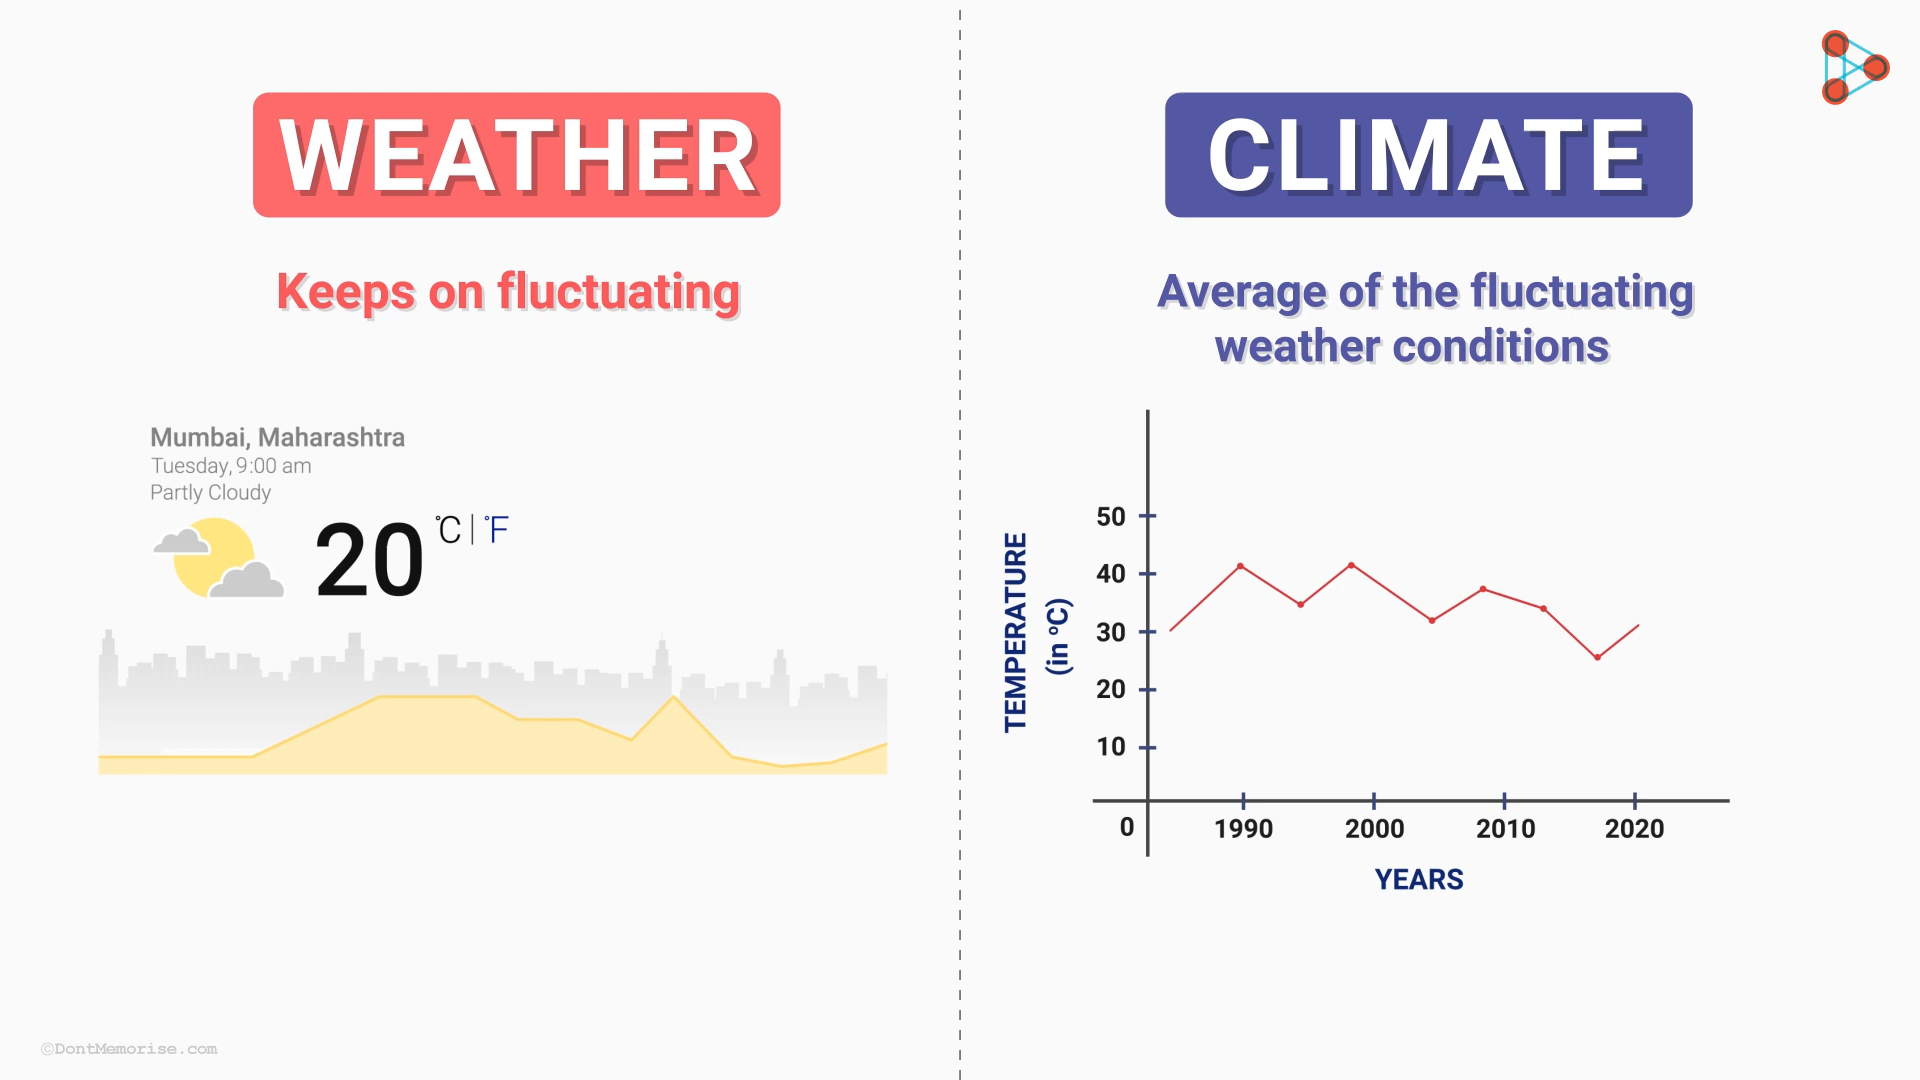 WEATHER
Keeps on fluctuating
Mumbai, Maharashtra
Tuesday, 9:00 am
Partly Cloudy
20 °C | °F
CLIMATE
Average of the fluctuating
weather conditions
TEMPERATURE
(in ºC)
50
40
30
20
10
0
1990 2000 2010 2020
YEARS
©DontMemorise.com